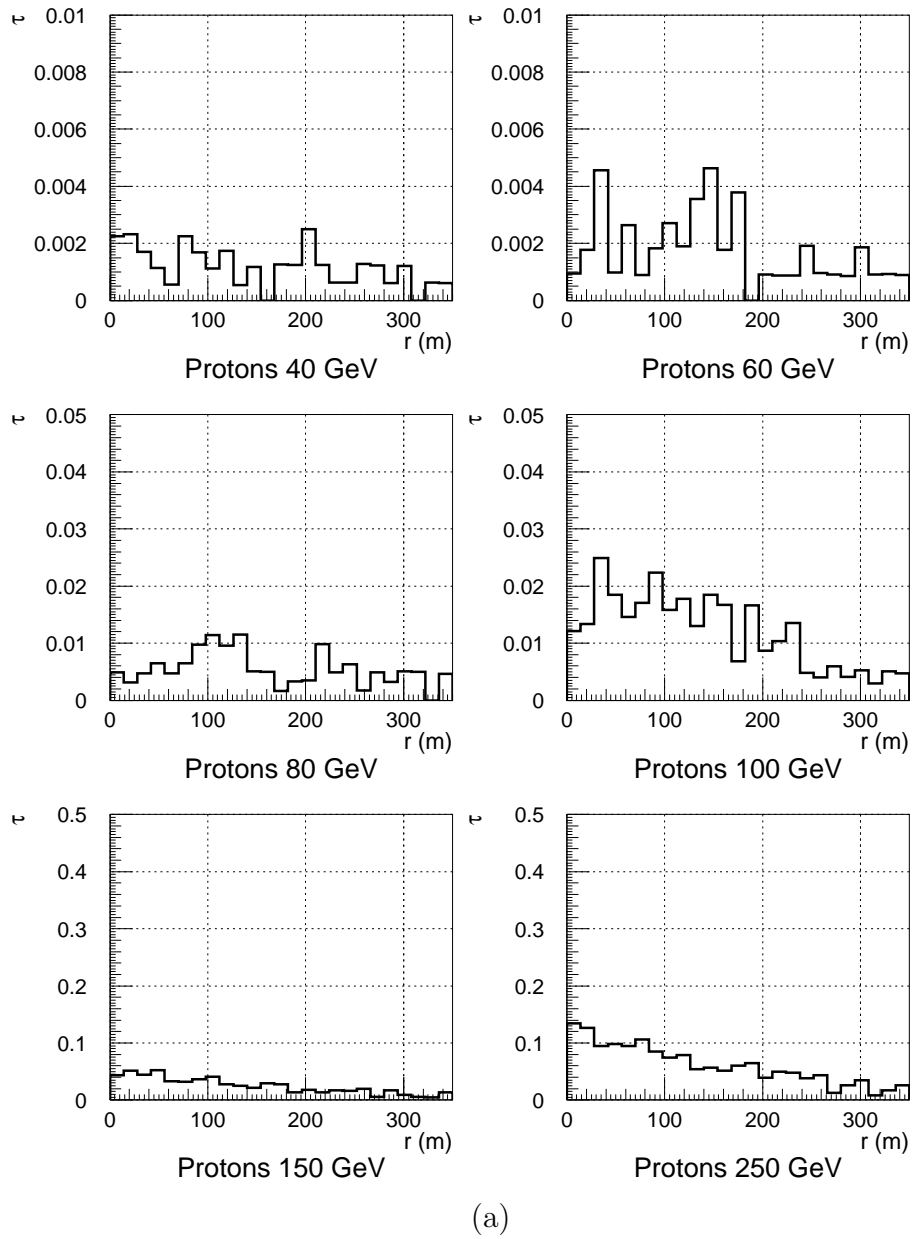 τ τ
0.01 0.01
0.008 0.008
0.006 0.006
0.004 0.004
0.002 0.002
0 0
0 100 200 300 0 100 200 300
r (m) r (m)
Protons 40 GeV Protons 60 GeV
τ τ
0.05 0.05
0.04 0.04
0.03 0.03
0.02 0.02
0.01 0.01
0 0
0 100 200 300 0 100 200 300
r (m) r (m)
Protons 80 GeV Protons 100 GeV
τ τ
0.5 0.5
0.4 0.4
0.3 0.3
0.2 0.2
0.1 0.1
0 0
0 100 200 300 0 100 200 300
r (m) r (m)
Protons 150 GeV Protons 250 GeV
(a)